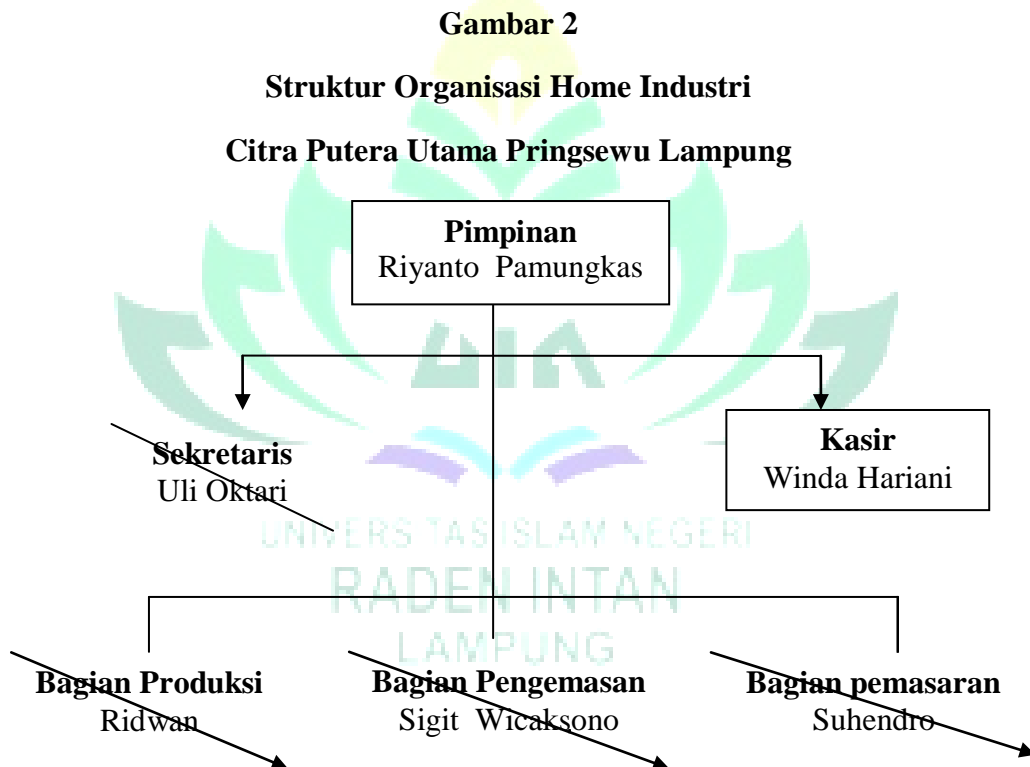 Gambar 2
Struktur Organisasi Home Industri
Citra Putera Utama Pringsewu Lampung
Pimpinan
Riyanto Pamungkas
Sekretaris
Uli Oktari
Kasir
Winda Hariani
UNIVERSITAS ISLAM NEGERI
RADEN INTAN
LAMPUNG
Bagian Produksi
Ridwan
Bagian Pengemasan
Sigit Wicaksono
Bagian pemasaran
Suhendro